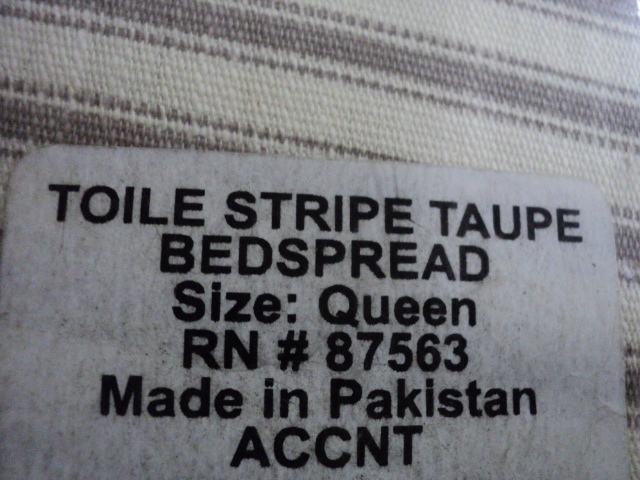 TOILE STRIPE TAUPE
BEDSPREAD
Size: Queen
RN # 87563
Made in Pakistan
ACCNT